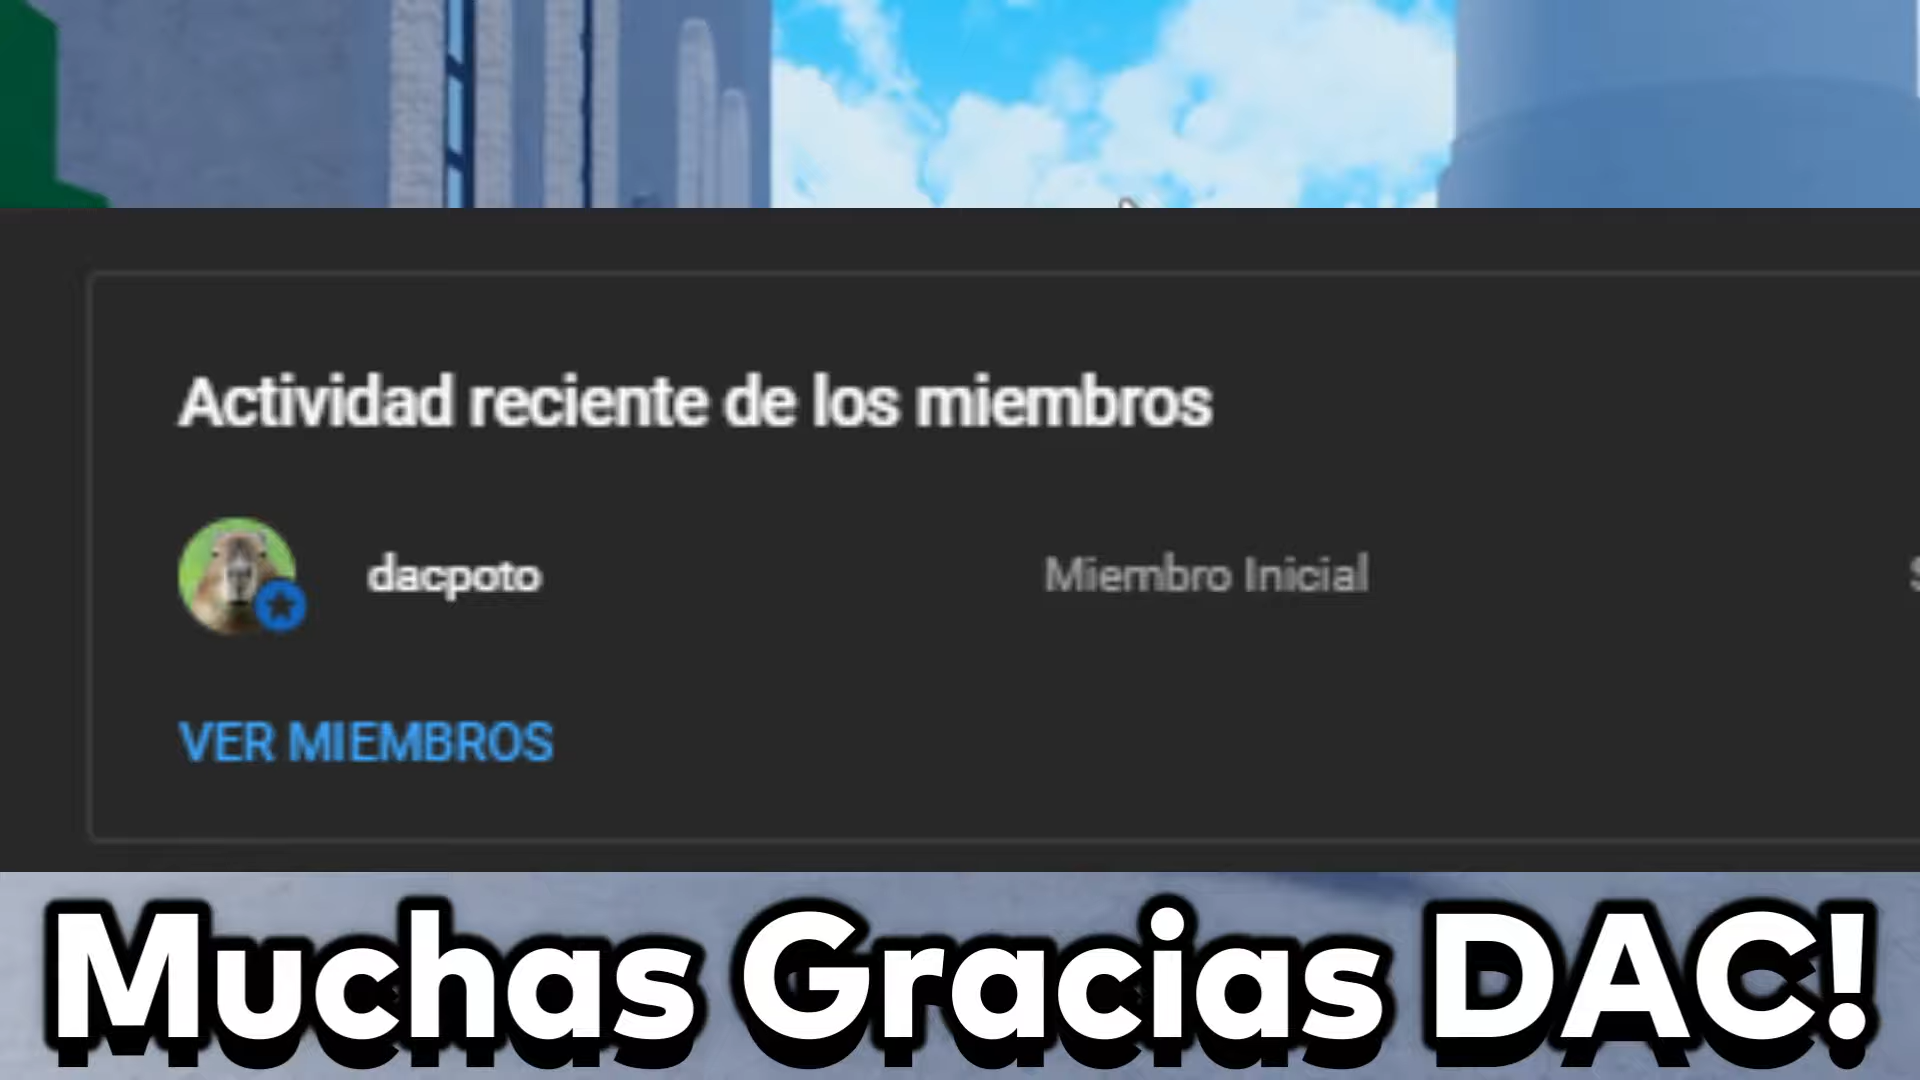 Actividad reciente de los miembros
dacpoto Miembro Inicial
VER MIEMBROS
Muchas Gracias DAC!